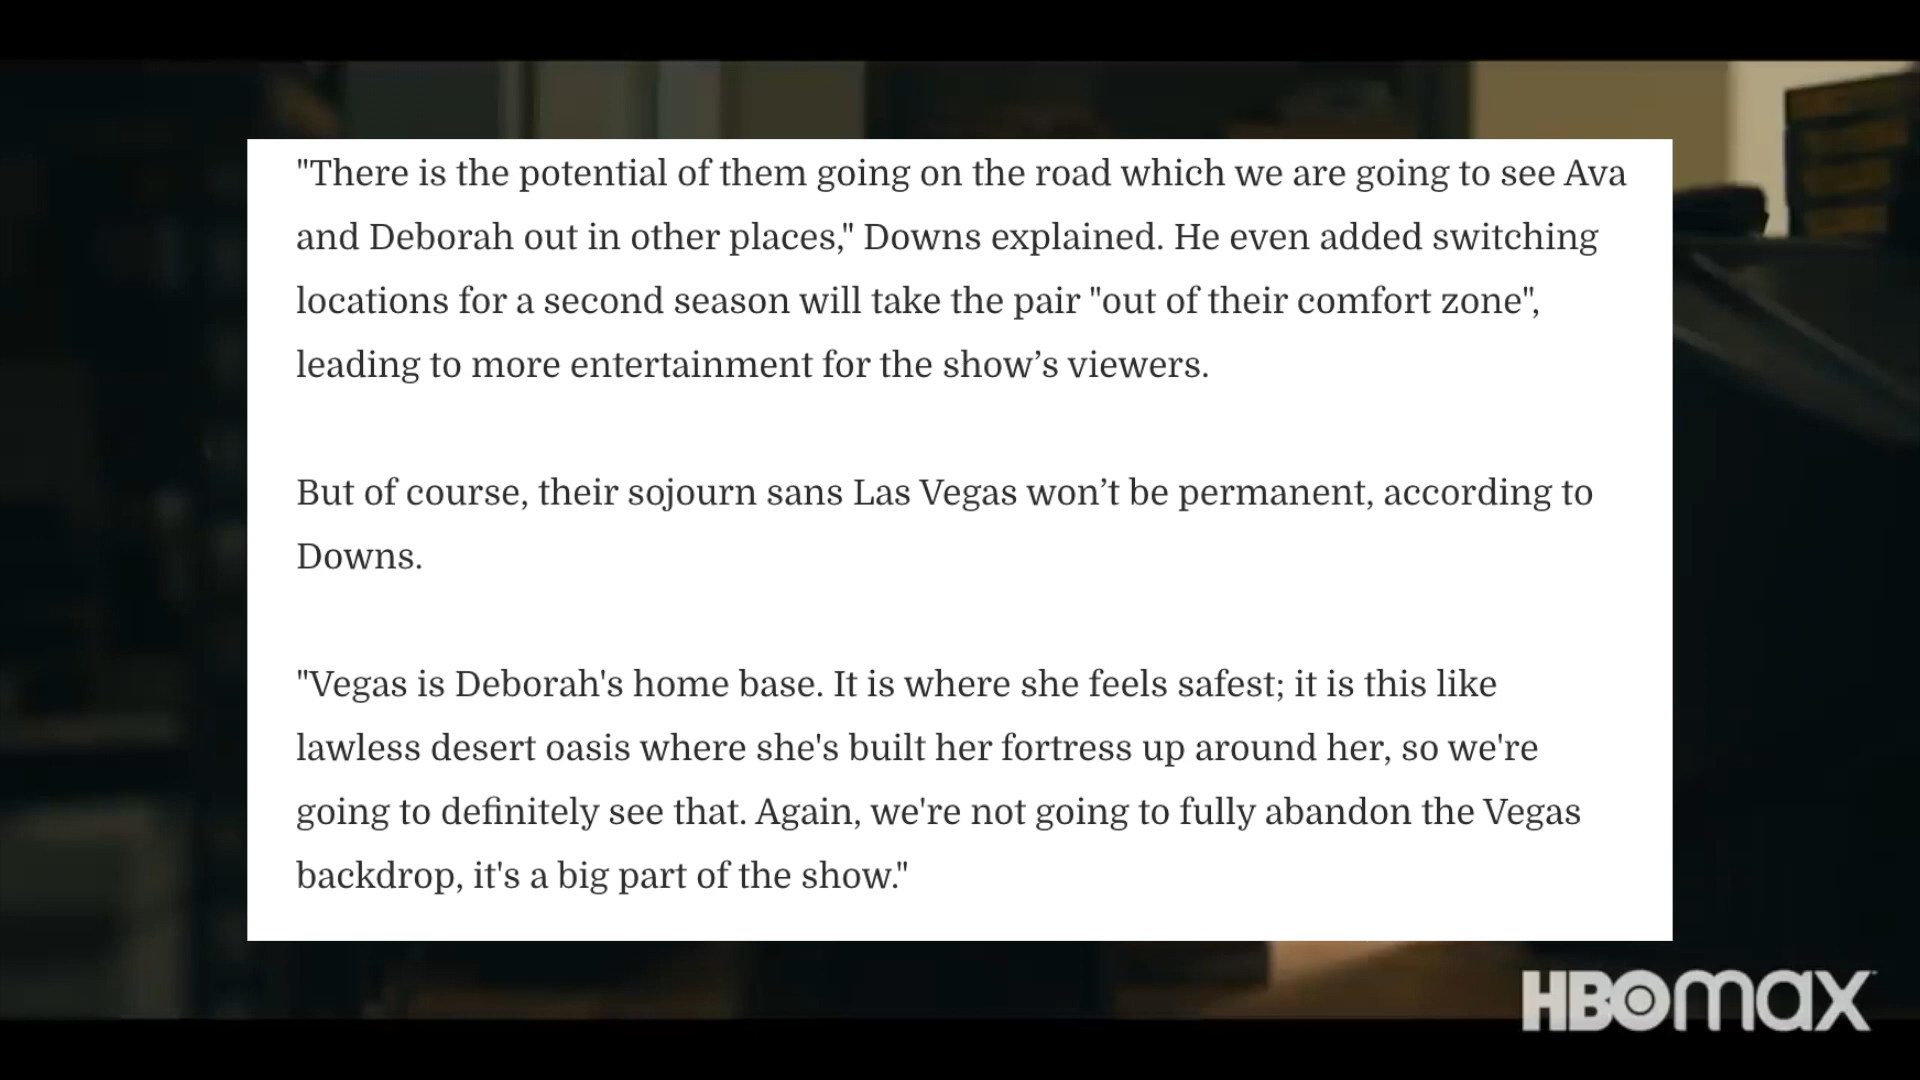 "There is the potential of them going on the road which we are going to see Ava
and Deborah out in other places," Downs explained. He even added switching
locations for a second season will take the pair "out of their comfort zone",
leading to more entertainment for the show’s viewers.
But of course, their sojourn sans Las Vegas won’t be permanent, according to
Downs.
"Vegas is Deborah's home base. It is where she feels safest; it is this like
lawless desert oasis where she's built her fortress up around her, so we're
going to definitely see that. Again, we're not going to fully abandon the Vegas
backdrop, it's a big part of the show."
HBOmax